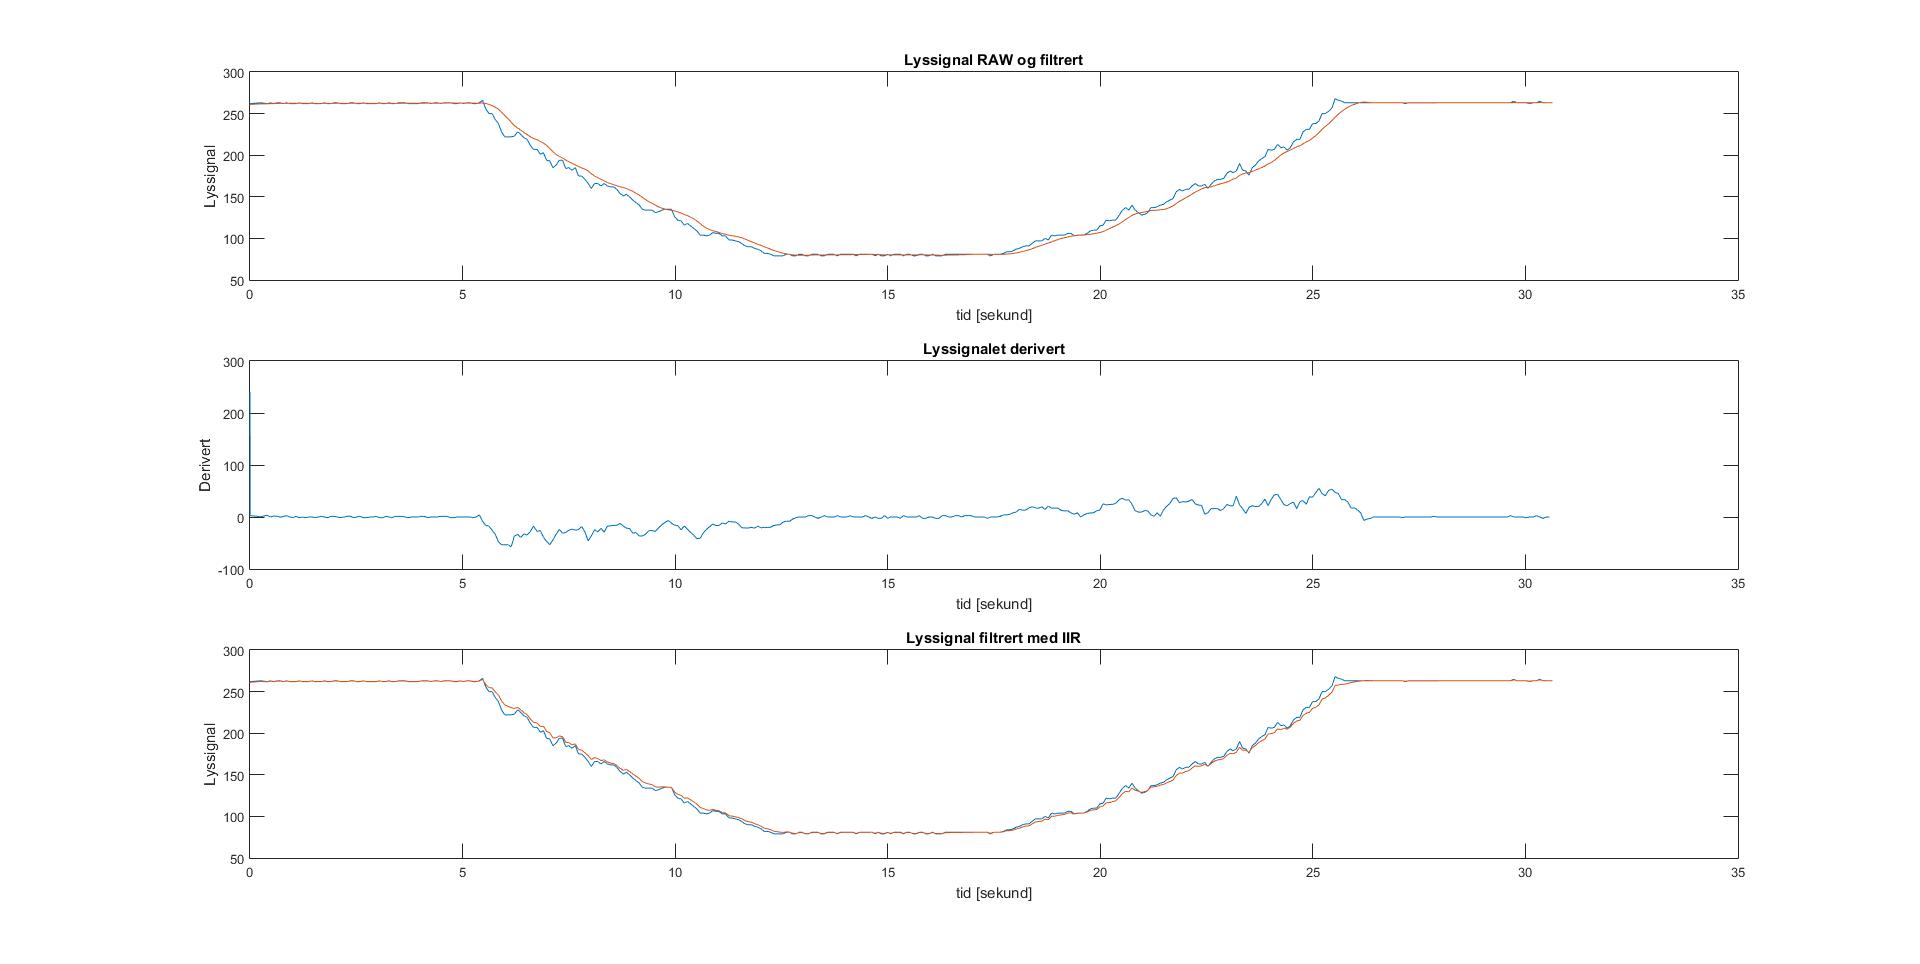 Lyssignal RAW og filtrert
300
250
200
150
100
50
Lyssignal
0 5 10 15 20 25 30 35
tid [sekund]
Lyssignalet derivert
300
200
100
0
-100
Derivert
0 5 10 15 20 25 30 35
tid [sekund]
Lyssignal filtrert med IIR
300
250
200
150
100
50
Lyssignal
0 5 10 15 20 25 30 35
tid [sekund]